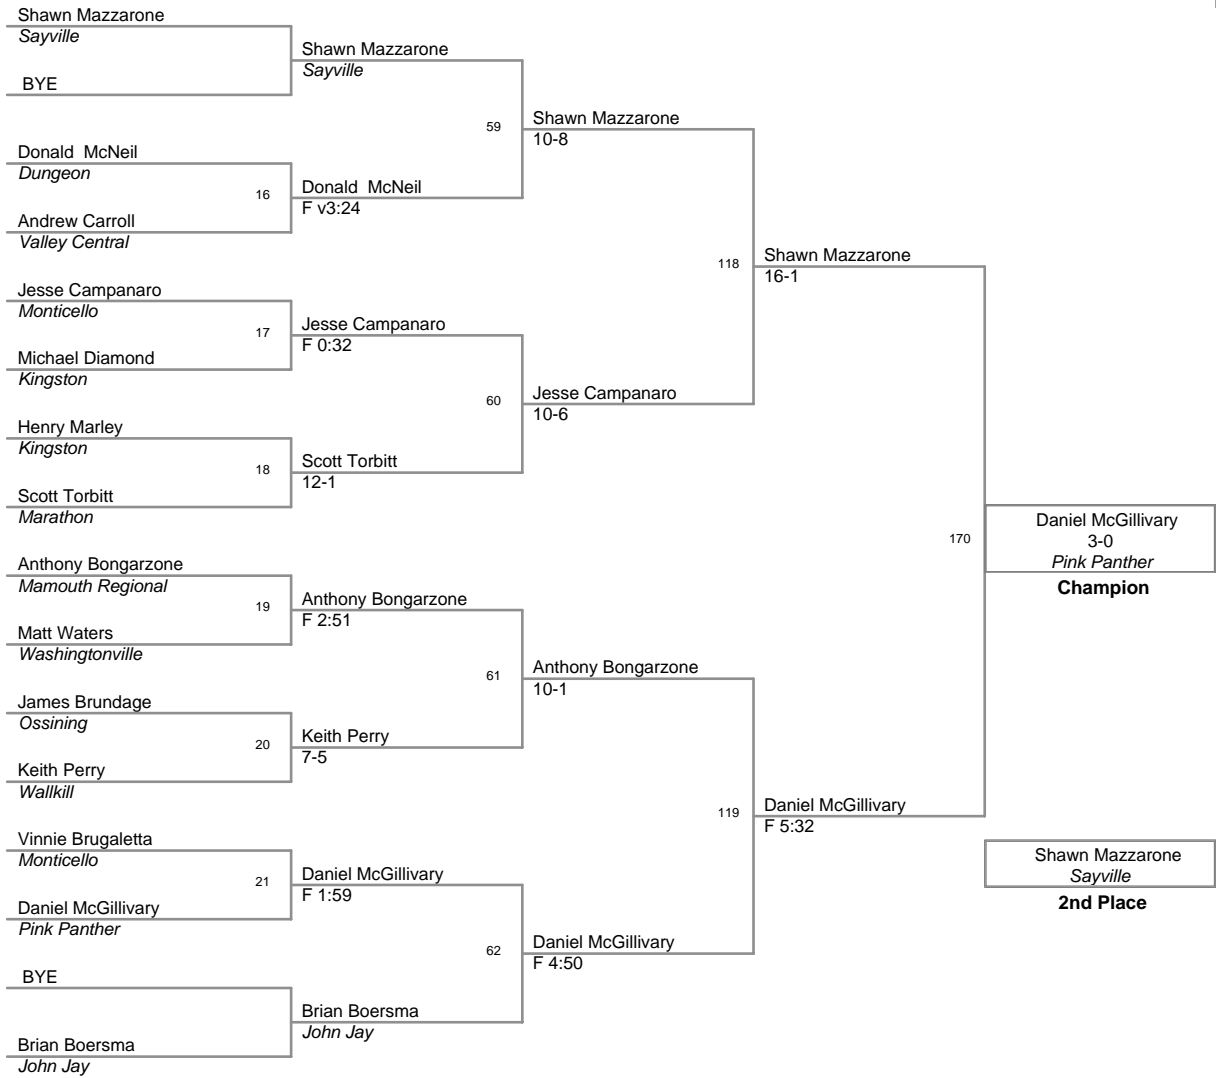 Shawn Mazzarone
Sayville
BYE
Donald McNeil
Dungeon
Andrew Carroll
Valley Central
Jesse Campanaro
Monticello
Michael Diamond
Kingston
Henry Marley
Kingston
Scott Torbitt
Marathon
Anthony Bongarzone
Mamouth Regional
Matt Waters
Washingtonville
James Brundage
Ossining
Keith Perry
Wallkill
Vinnie Brugaletta
Monticello
Daniel McGillivary
Pink Panther
BYE
Brian Boersma
John Jay
16
17
18
19
20
21
Shawn Mazzarone
Sayville
Donald McNeil
F v3:24
Jesse Campanaro
F 0:32
Scott Torbitt
12-1
Anthony Bongarzone
F 2:51
Keith Perry
7-5
Daniel McGillivary
F 1:59
Brian Boersma
John Jay
59
60
61
62
Shawn Mazzarone
10-8
Jesse Campanaro
10-6
Anthony Bongarzone
10-1
Daniel McGillivary
F 4:50
118
119
Shawn Mazzarone
16-1
Daniel McGillivary
F 5:32
170
Daniel McGillivary
3-0
Pink Panther
Champion
Shawn Mazzarone
Sayville
2nd Place